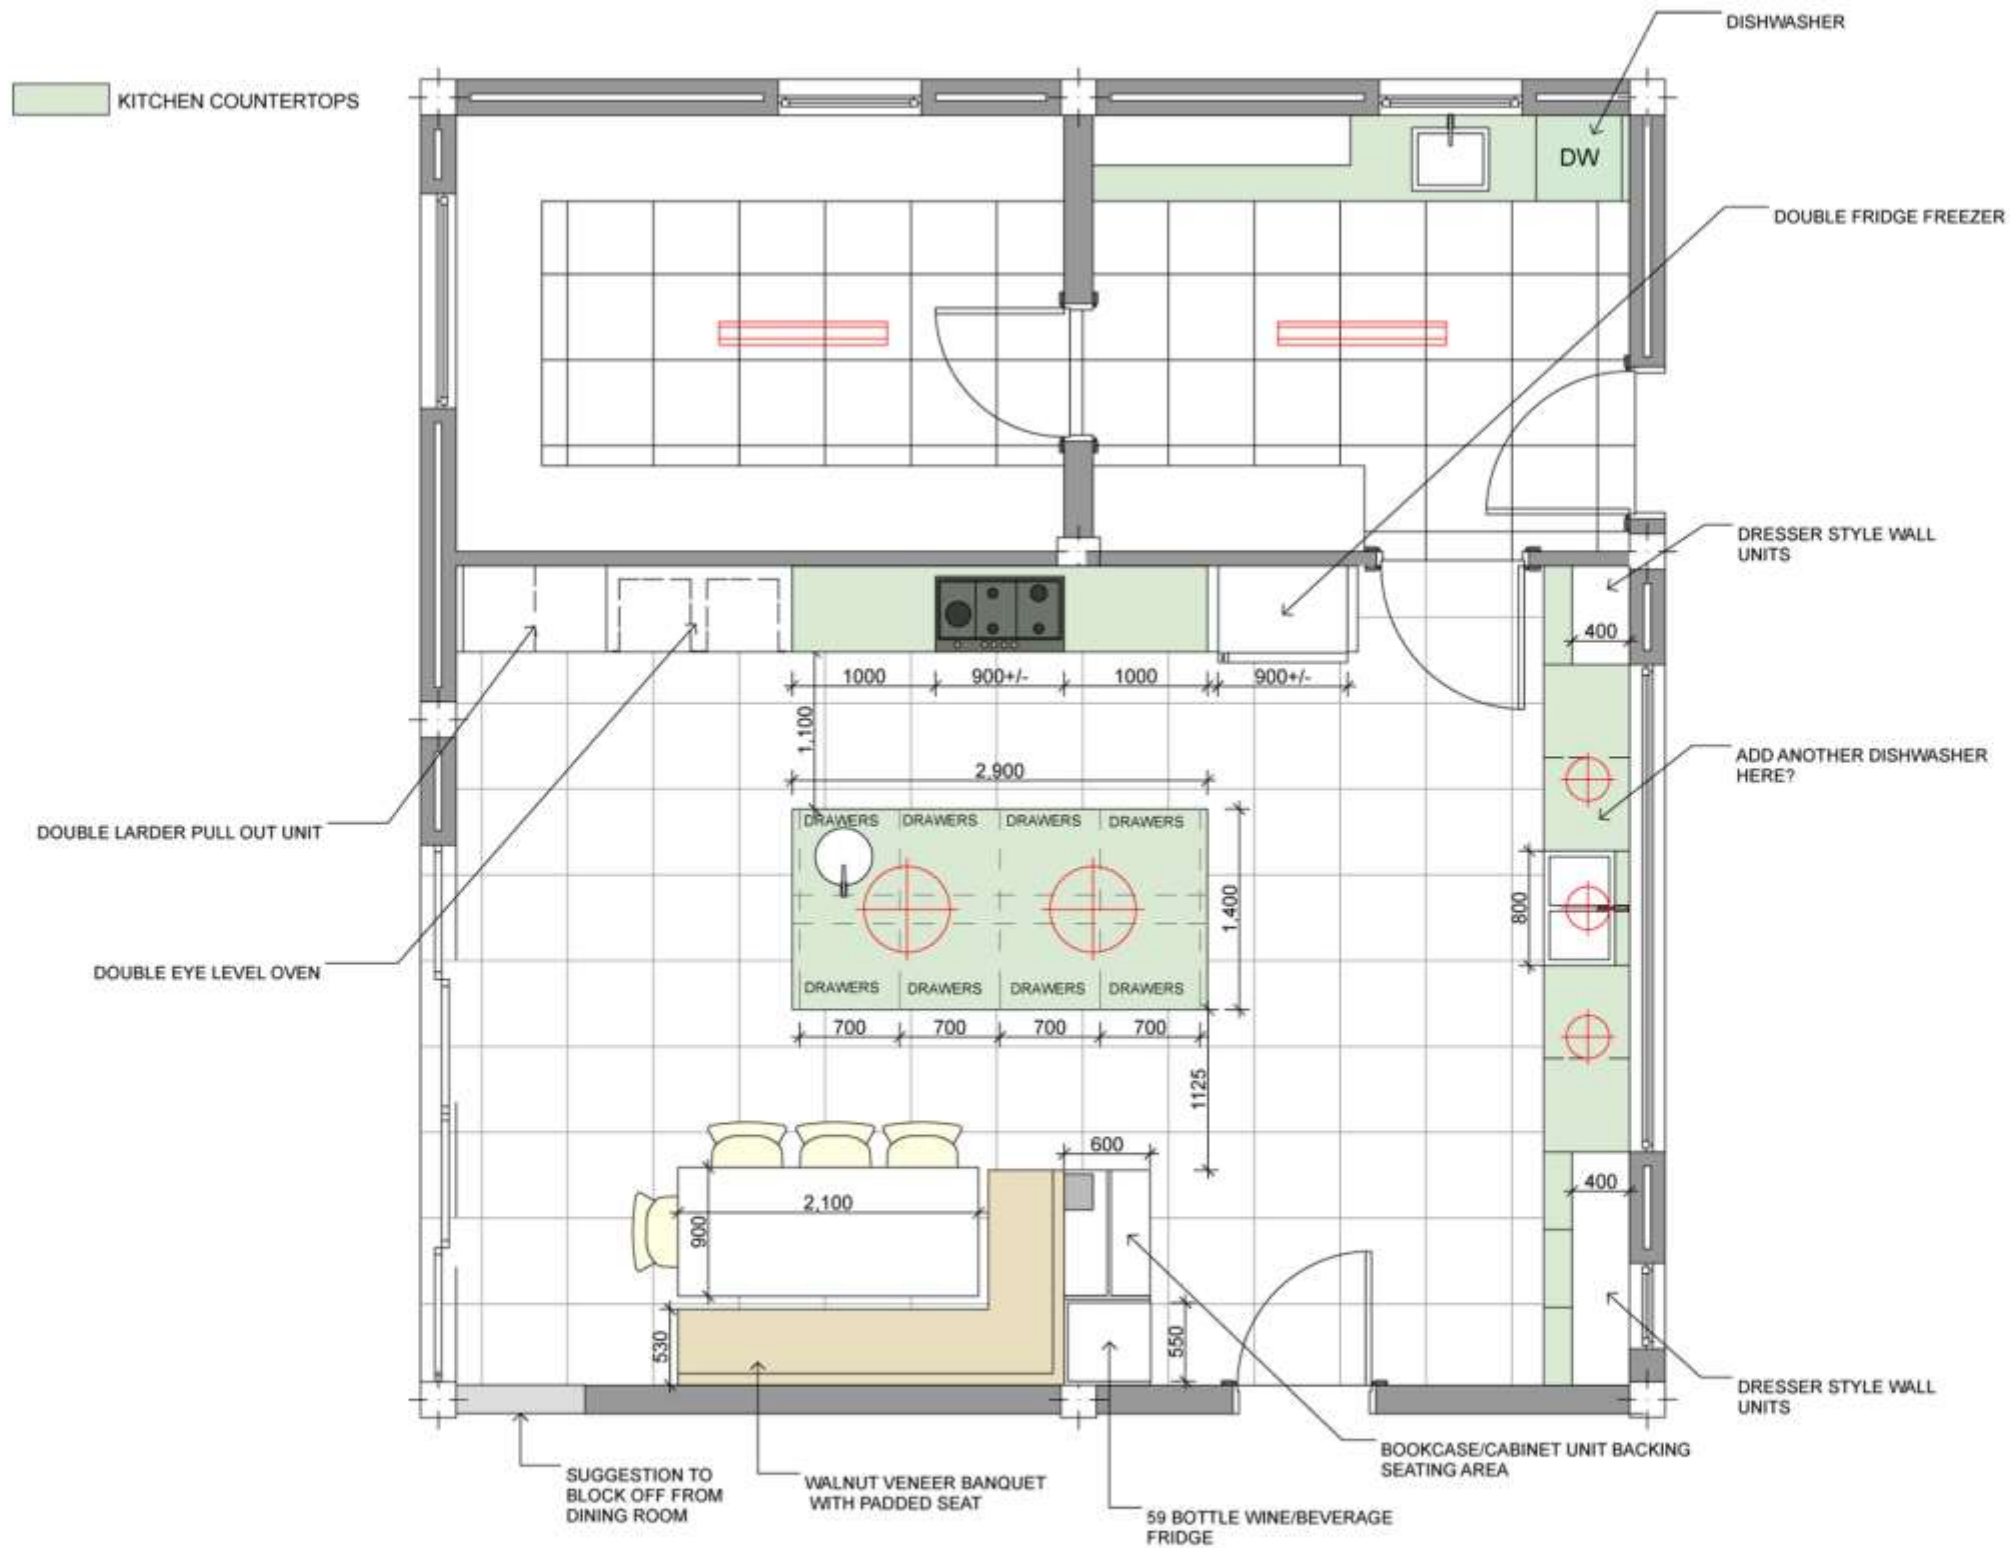 DISHWASHER
KITCHEN COUNTERTOPS
DW
DOUBLE FRIDGE FREEZER
DRESSER STYLE WALL
UNITS
400
1000
900+/-
1000
900+/-
1,100
2,900
ADD ANOTHER DISHWASHER
HERE?
DOUBLE LARDER PULL OUT UNIT
DRAWERS
DRAWERS
DRAWERS
DRAWERS
1,400
800
DOUBLE EYE LEVEL OVEN
DRAWERS
DRAWERS
DRAWERS
DRAWERS
700
700
700
700
1125
600
400
2,100
900
530
550
DRESSER STYLE WALL
UNITS
BOOKCASE/CABINET UNIT BACKING
SEATING AREA
SUGGESTION TO
BLOCK OFF FROM
DINING ROOM
WALNUT VENEER BANQUET
WITH PADDED SEAT
59 BOTTLE WINE/BEVERAGE
FRIDGE